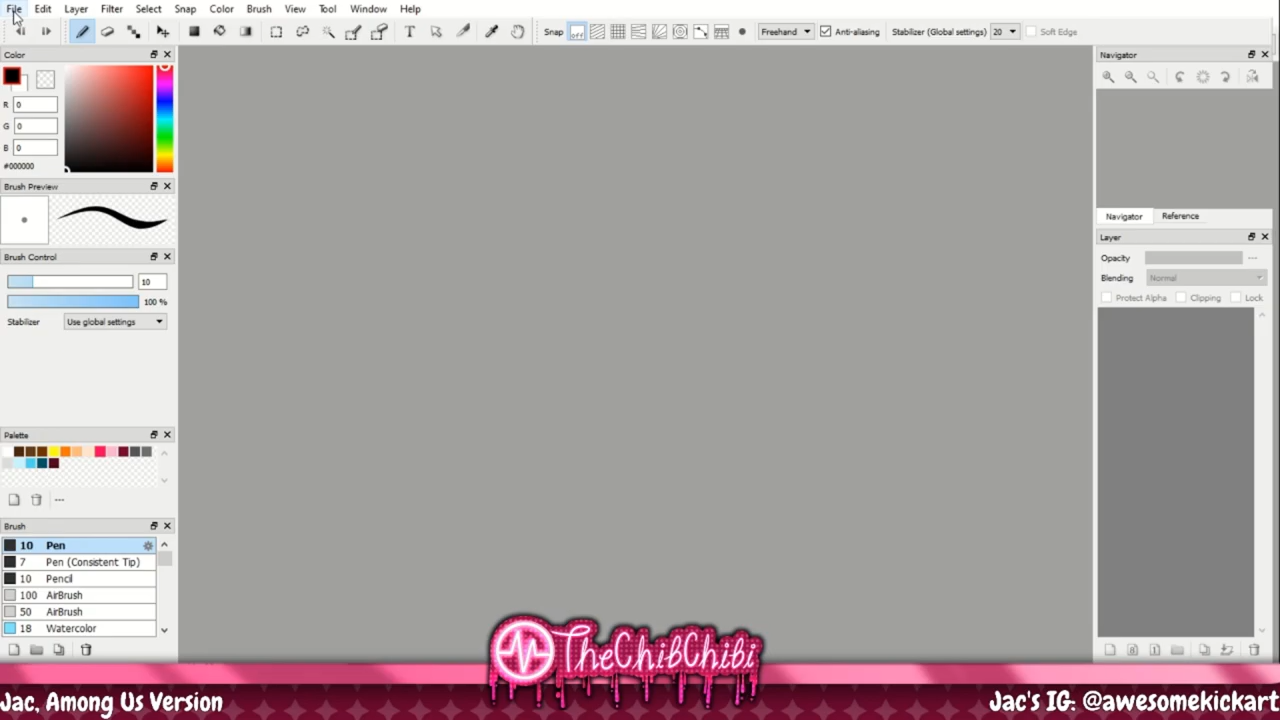 File Edit Layer Filter Select Snap Color Brush View Tool Window Help
Snap off Freehand Anti-aliasing Stabilizer (Global settings) 20 Soft Edge
Color
R 0
G 0
B 0
#000000
Brush Preview
Brush Control
10
100 %
Stabilizer Use global settings
Palette
Brush
10 Pen
7 Pen (Consistent Tip)
10 Pencil
100 AirBrush
50 AirBrush
18 Watercolor
Navigator
Navigator Reference
Layer
Opacity
Blending Normal
Protect Alpha Clipping Lock
TheChibChibi
Jac, Among Us Version
Jac's IG: @awesomekickart